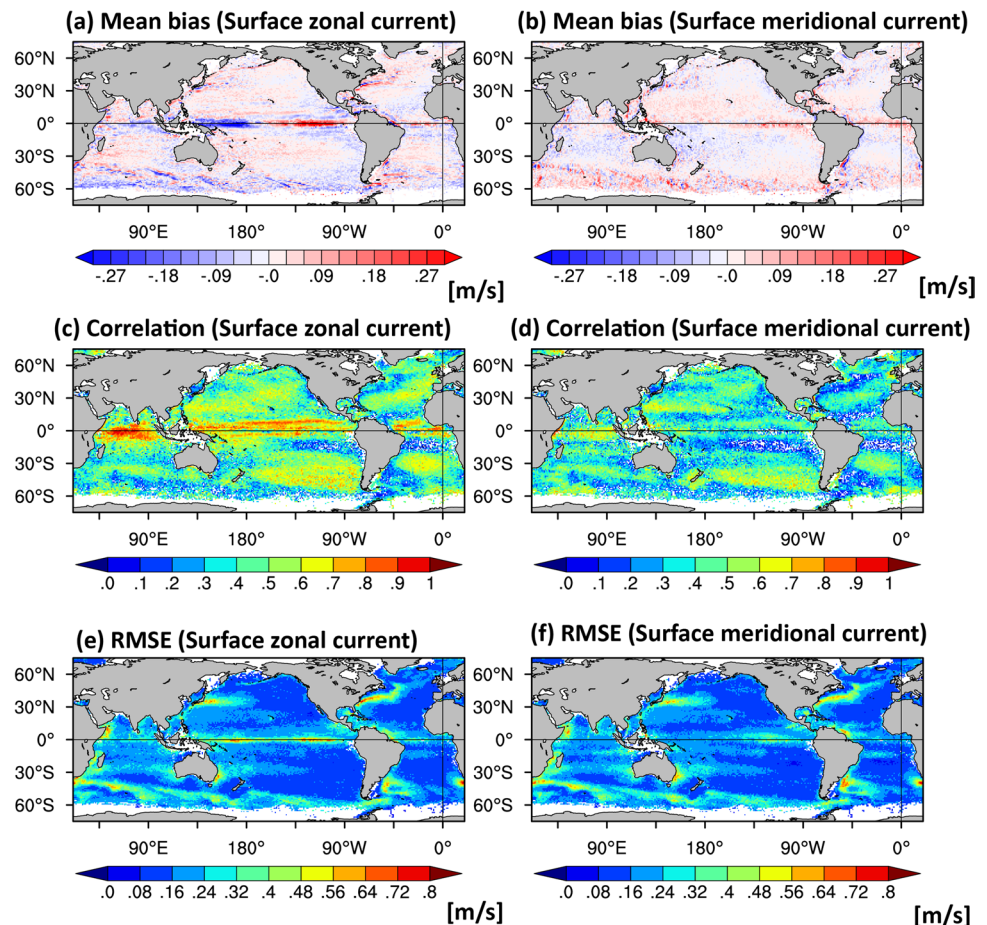 (a) Mean bias (Surface zonal current)
(b) Mean bias (Surface meridional current)
60°N
30°N
0°
30°S
60°S
60°N
30°N
0°
30°S
60°S
90°E 180° 90°W 0°
90°E 180° 90°W 0°
-.27 -.18 -.09 -.0 .09 .18 .27
-.27 -.18 -.09 -.0 .09 .18 .27
[m/s]
[m/s]
(c) Correlation (Surface zonal current)
(d) Correlation (Surface meridional current)
60°N
30°N
0°
30°S
60°S
60°N
30°N
0°
30°S
60°S
90°E 180° 90°W 0°
90°E 180° 90°W 0°
.0 .1 .2 .3 .4 .5 .6 .7 .8 .9 1
.0 .1 .2 .3 .4 .5 .6 .7 .8 .9 1
(e) RMSE (Surface zonal current)
(f) RMSE (Surface meridional current)
60°N
30°N
0°
30°S
60°S
60°N
30°N
0°
30°S
60°S
90°E 180° 90°W 0°
90°E 180° 90°W 0°
.0 .08 .16 .24 .32 .4 .48 .56 .64 .72 .8
.0 .08 .16 .24 .32 .4 .48 .56 .64 .72 .8
[m/s]
[m/s]